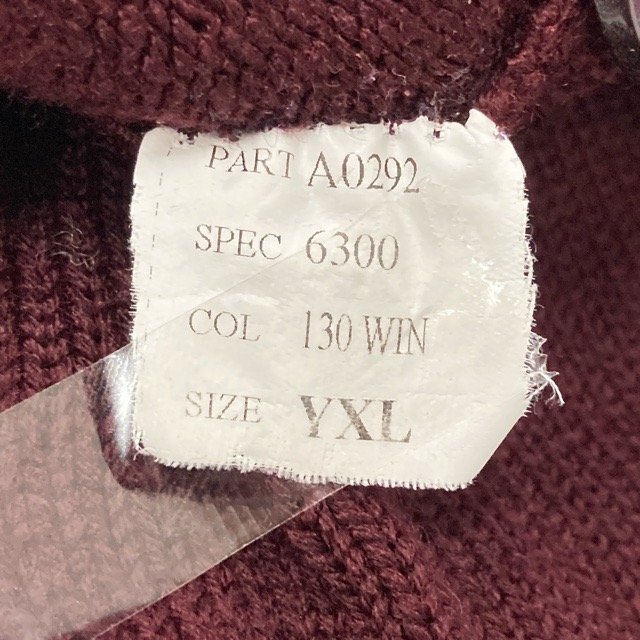 PART A0292
SPEC 6300
COL 130 WIN
SIZE YXL